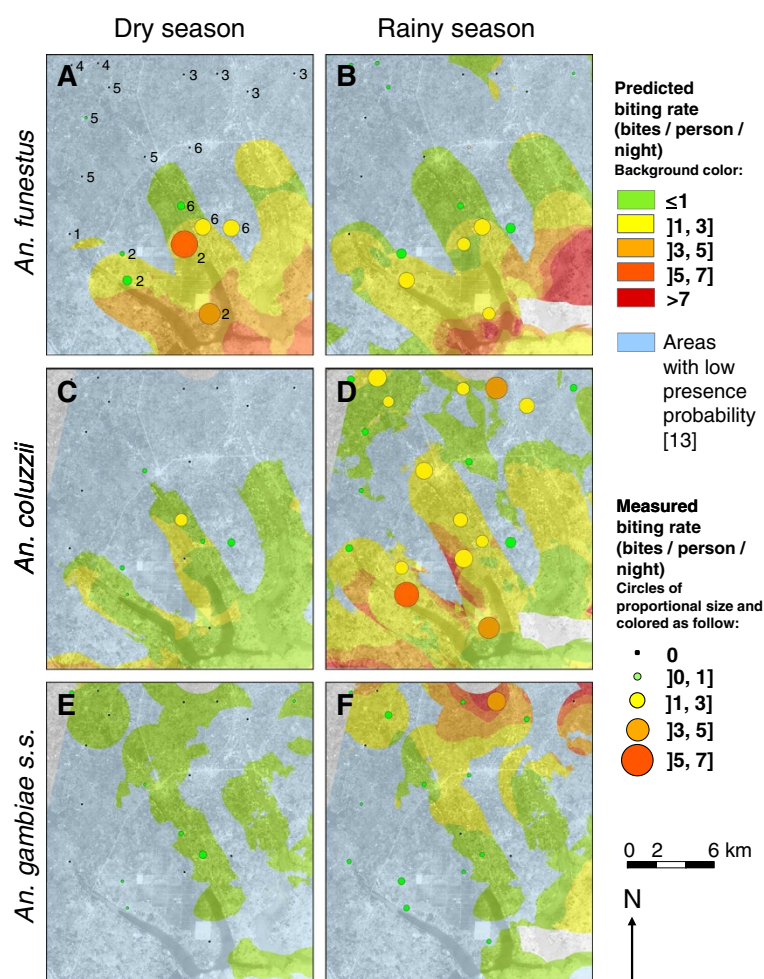 Dry season
Rainy season
An. funestus
A
4 4
3 3 3
5
3
5
5 6
5
6
6 6
1
2
2
2
2
B
An. coluzzii
C
D
An. gambiae s.s.
E
F
Predicted
biting rate
(bites / person /
night)
Background color:
≤1
]1, 3]
]3, 5]
]5, 7]
>7
Areas
with low
presence
probability
[13]
Measured
biting rate
(bites / person /
night)
Circles of
proportional size and
colored as follow:
0
]0, 1]
]1, 3]
]3, 5]
]5, 7]
0 2 6 km
N